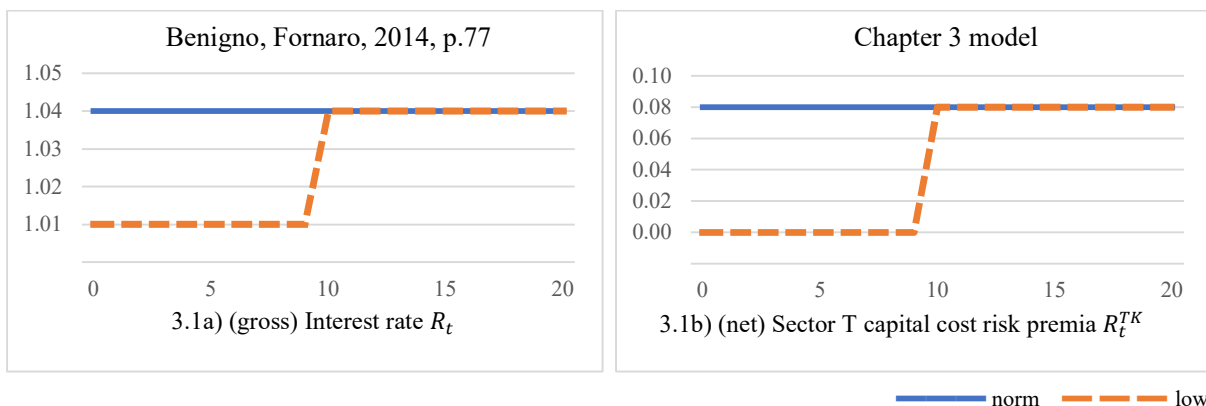 Benigno, Fornaro, 2014, p.77
1.05
1.04
1.03
1.02
1.01
0 5 10 15 20
3.1a) (gross) Interest rate R_t
Chapter 3 model
0.10
0.08
0.06
0.04
0.02
0.00
0 5 10 15 20
3.1b) (net) Sector T capital cost risk premia R_t^{TK}
norm low